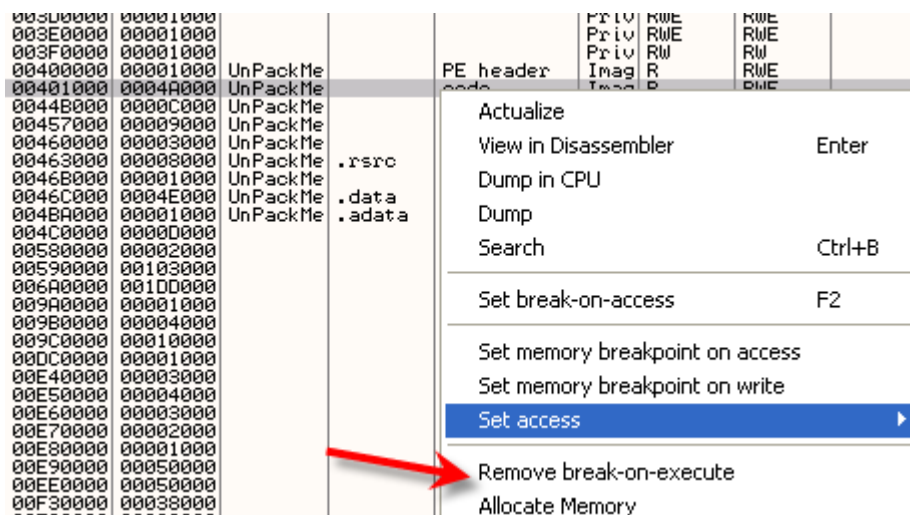 003D0000 00001000 Priv RWE RWE
003E0000 00001000 Priv RWE RWE
003F0000 00001000 Priv RW RW
00400000 00001000 UnPackMe PE header Imag R RWE
00401000 0004A000 UnPackMe code Imag R RWE
0044B000 0000C000 UnPackMe
00457000 00009000 UnPackMe
00460000 00003000 UnPackMe
00463000 00008000 UnPackMe .rsrc
0046B000 00001000 UnPackMe
0046C000 0004E000 UnPackMe .data
004BA000 00001000 UnPackMe .adata
004C0000 0000D000
00580000 00002000
00590000 00103000
006A0000 001DD000
009A0000 00001000
009B0000 00004000
009C0000 00010000
00DC0000 00001000
00E40000 00003000
00E50000 00004000
00E60000 00003000
00E70000 00002000
00E80000 00001000
00E90000 00050000
00EE0000 00050000
00F30000 00038000
Actualize
View in Disassembler Enter
Dump in CPU
Dump
Search Ctrl+B
Set break-on-access F2
Set memory breakpoint on access
Set memory breakpoint on write
Set access
Remove break-on-execute
Allocate Memory